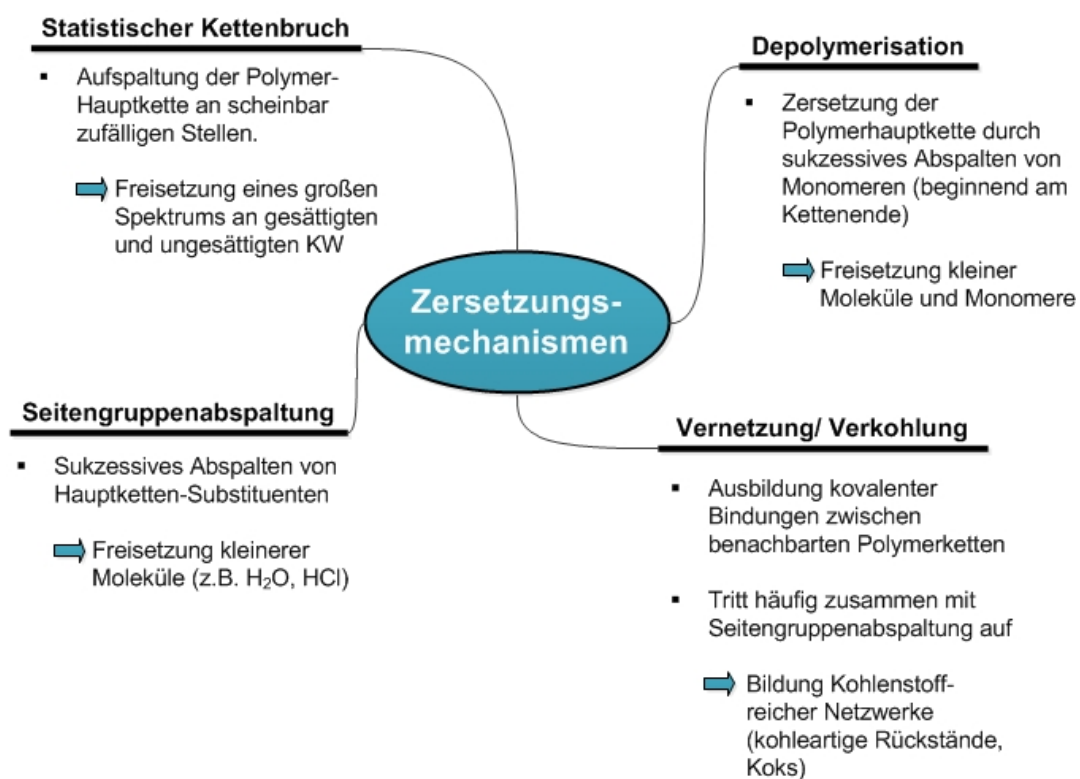 Statistischer Kettenbruch
▪ Aufspaltung der Polymer-
Hauptkette an scheinbar
zufälligen Stellen.
Freisetzung eines großen
Spektrums an gesättigten
und ungesättigten KW
Depolymerisation
▪ Zersetzung der
Polymerhauptkette durch
sukzessives Abspalten von
Monomeren (beginnend am
Kettenende)
Freisetzung kleiner
Moleküle und Monomere
Zersetzungs-
mechanismen
Seitengruppenabspaltung
▪ Sukzessives Abspalten von
Hauptketten-Substituenten
Freisetzung kleinerer
Moleküle (z.B. H₂O, HCl)
Vernetzung/ Verkohlung
▪ Ausbildung kovalenter
Bindungen zwischen
benachbarten Polymerketten
▪ Tritt häufig zusammen mit
Seitengruppenabspaltung auf
Bildung Kohlenstoff-
reicher Netzwerke
(kohleartige Rückstände,
Koks)